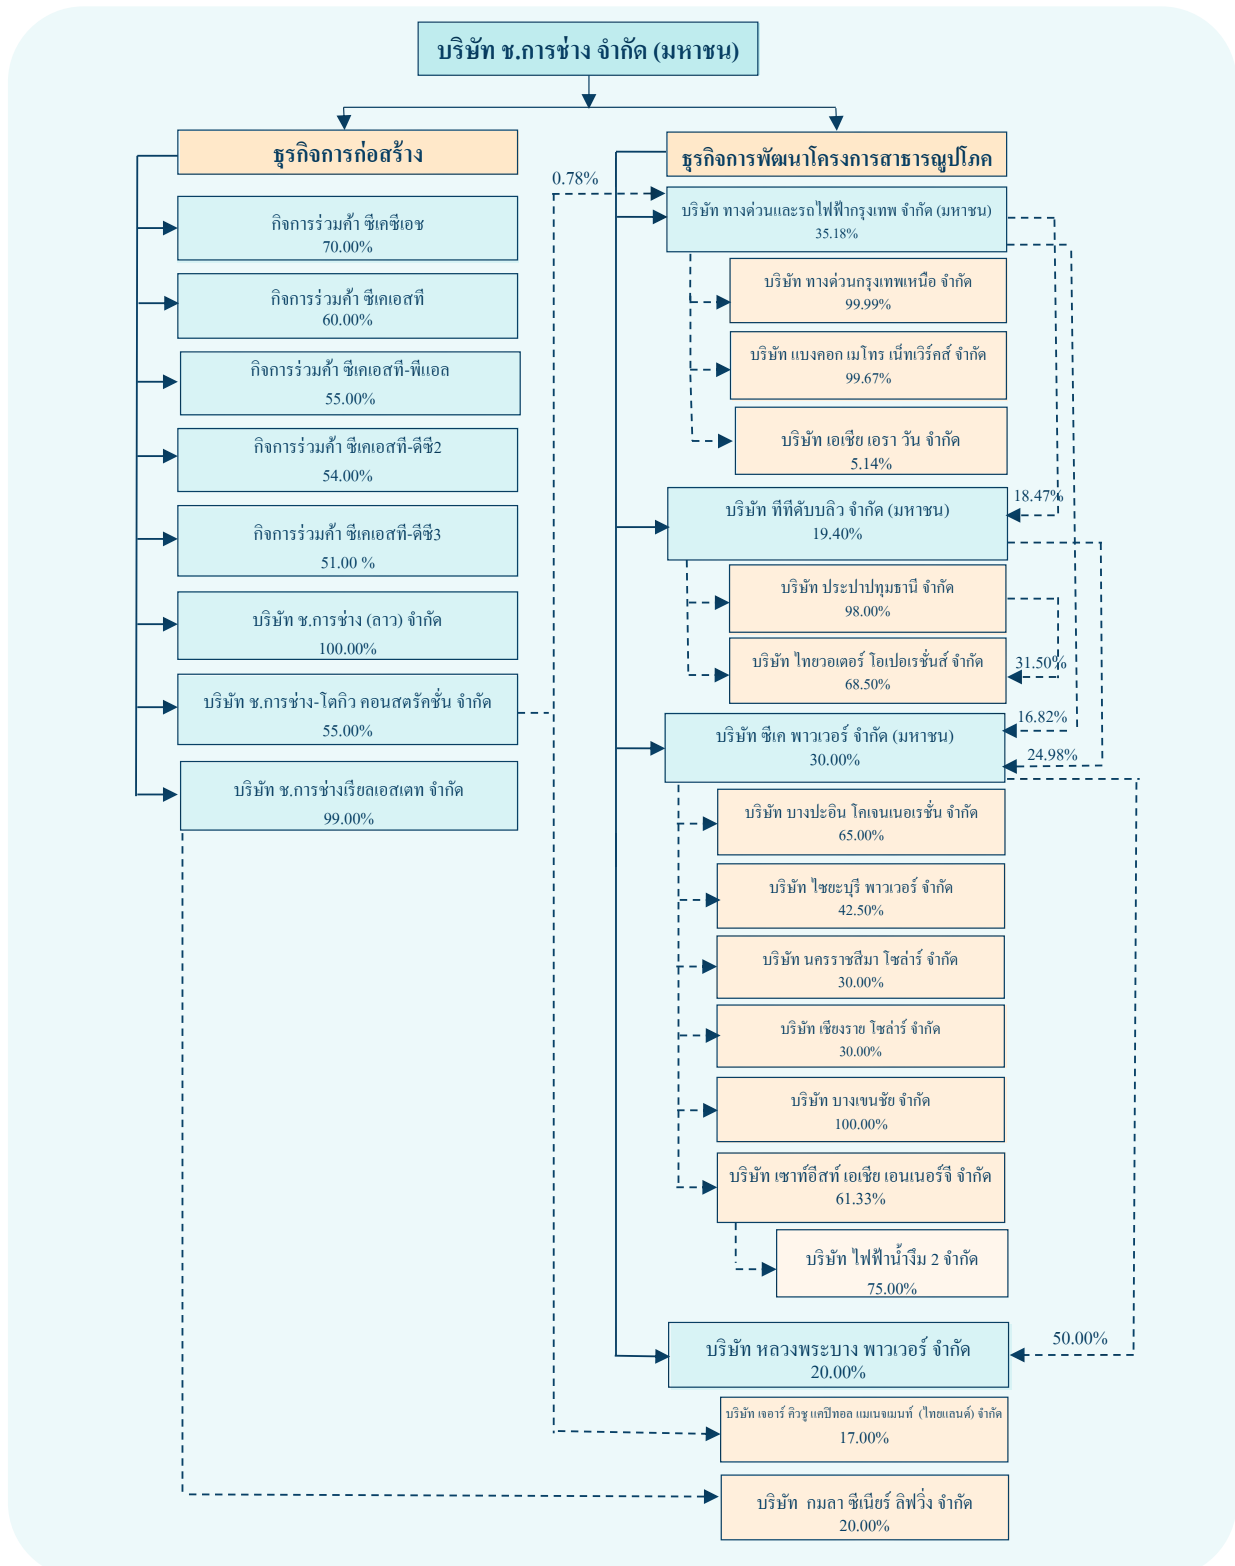 บริษัท ช.การช่าง จำกัด (มหาชน)
ธุรกิจการก่อสร้าง
กิจการร่วมค้า ซีเคซีเอช
70.00%
กิจการร่วมค้า ซีเคเอสที
60.00%
กิจการร่วมค้า ซีเคเอสที-พีแอล
55.00%
กิจการร่วมค้า ซีเคเอสที-ดีซี2
54.00%
กิจการร่วมค้า ซีเคเอสที-ดีซี3
51.00 %
บริษัท ช.การช่าง (ลาว) จำกัด
100.00%
บริษัท ช.การช่าง-โตกิว คอนสตรัคชั่น จำกัด
55.00%
บริษัท ช.การช่างเรียลเอสเตท จำกัด
99.00%
ธุรกิจการพัฒนาโครงการสาธารณูปโภค
0.78%
บริษัท ทางด่วนและรถไฟฟ้ากรุงเทพ จำกัด (มหาชน)
35.18%
บริษัท ทางด่วนกรุงเทพเหนือ จำกัด
99.99%
บริษัท แบงคอก เมโทร เน็ทเวิร์คส์ จำกัด
99.67%
บริษัท เอเชีย เอรา วัน จำกัด
5.14%
18.47%
บริษัท ทีทีดับบลิว จำกัด (มหาชน)
19.40%
บริษัท ประปาปทุมธานี จำกัด
98.00%
บริษัท ไทยวอเตอร์ โอเปอเรชั่นส์ จำกัด
68.50%
31.50%
16.82%
บริษัท ซีเค พาวเวอร์ จำกัด (มหาชน)
30.00%
24.98%
บริษัท บางปะอิน โคเจนเนอเรชั่น จำกัด
65.00%
บริษัท ไซยะบุรี พาวเวอร์ จำกัด
42.50%
บริษัท นครราชสีมา โซล่าร์ จำกัด
30.00%
บริษัท เชียงราย โซล่าร์ จำกัด
30.00%
บริษัท บางเขนชัย จำกัด
100.00%
บริษัท เซาท์อีสท์ เอเชีย เอนเนอร์จี จำกัด
61.33%
บริษัท ไฟฟ้าน้ำงึม 2 จำกัด
75.00%
50.00%
บริษัท หลวงพระบาง พาวเวอร์ จำกัด
20.00%
บริษัท เจอาร์ คิวชู แคปิทอล แมเนจเมนท์ (ไทยแลนด์) จำกัด
17.00%
บริษัท กมลา ซีเนียร์ ลิฟวิ่ง จำกัด
20.00%